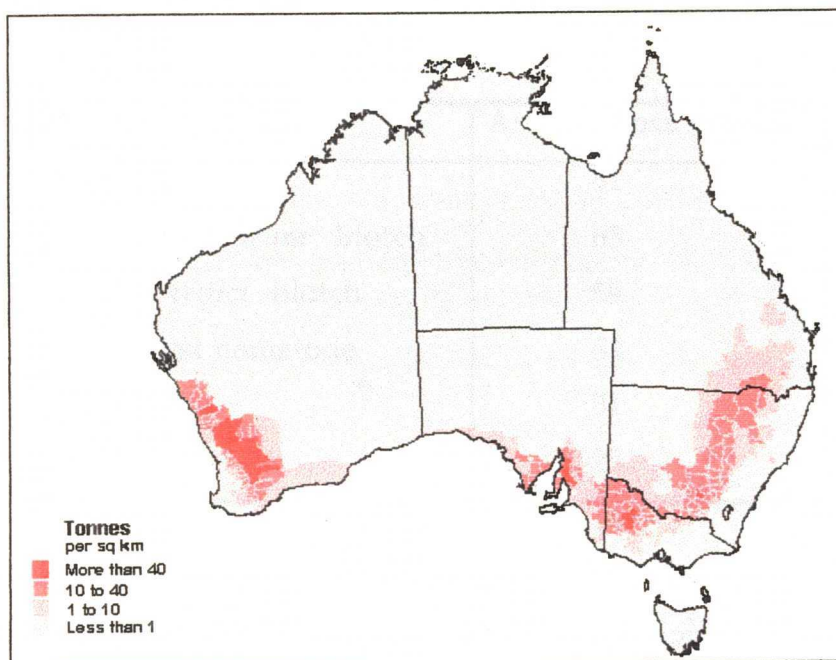 Tonnes
per sq km
More than 40
10 to 40
1 to 10
Less than 1